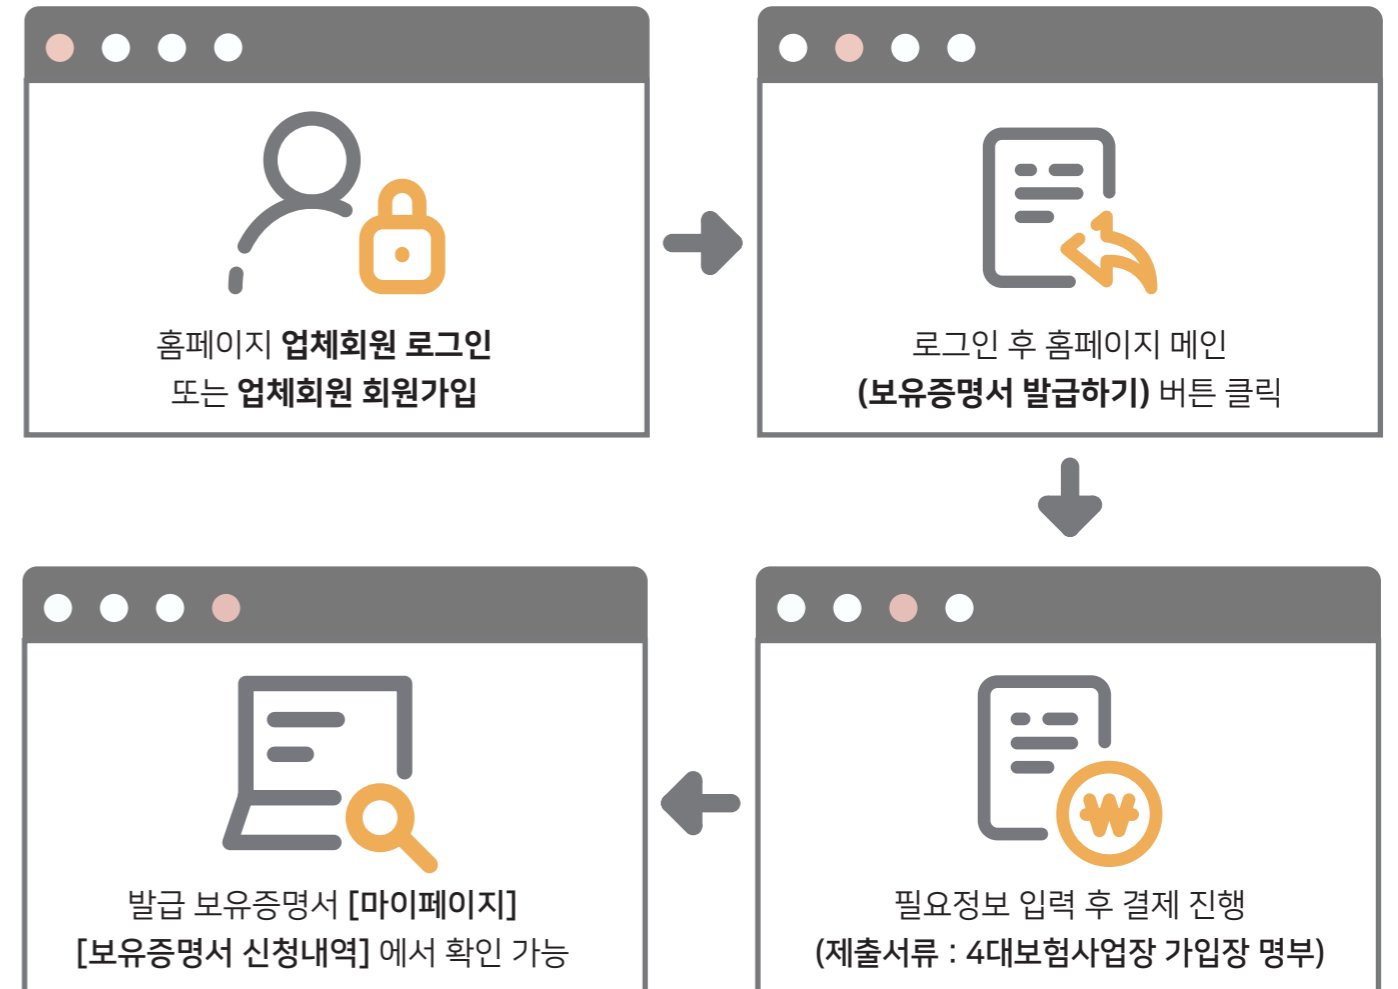 홈페이지 업체회원 로그인
또는 업체회원 회원가입
로그인 후 홈페이지 메인
(보유증명서 발급하기) 버튼 클릭
필요정보 입력 후 결제 진행
(제출서류 : 4대보험사업장 가입장 명부)
발급 보유증명서 [마이페이지]
[보유증명서 신청내역] 에서 확인 가능